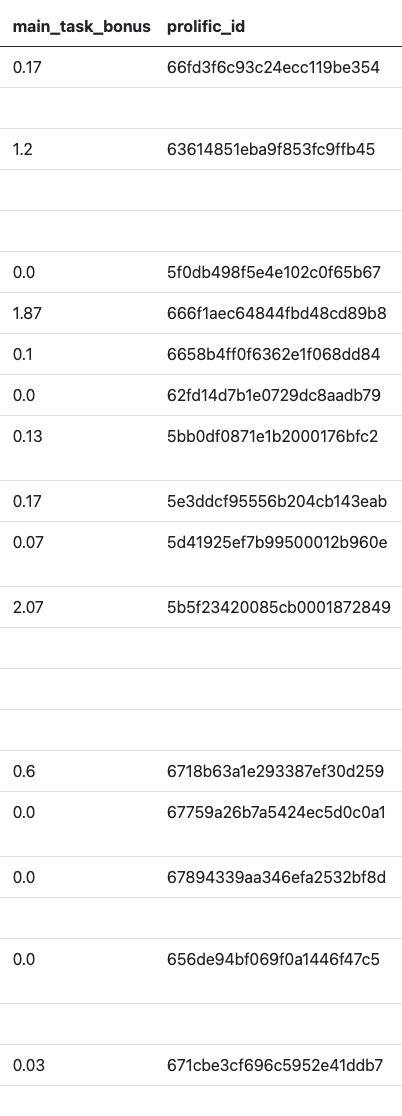 main_task_bonus prolific_id
0.17 66fd3f6c93c24ecc119be354
1.2 63614851eba9f853fc9ffb45
0.0 5f0db498f5e4e102c0f65b67
1.87 666f1aec64844fbd48cd89b8
0.1 6658b4ff0f6362e1f068dd84
0.0 62fd14d7b1e0729dc8aadb79
0.13 5bb0df0871e1b2000176bfc2
0.17 5e3ddcf95556b204cb143eab
0.07 5d41925ef7b99500012b960e
2.07 5b5f23420085cb0001872849
0.6 6718b63a1e293387ef30d259
0.0 67759a26b7a5424ec5d0c0a1
0.0 67894339aa346efa2532bf8d
0.0 656de94bf069f0a1446f47c5
0.03 671cbe3cf696c5952e41ddb7